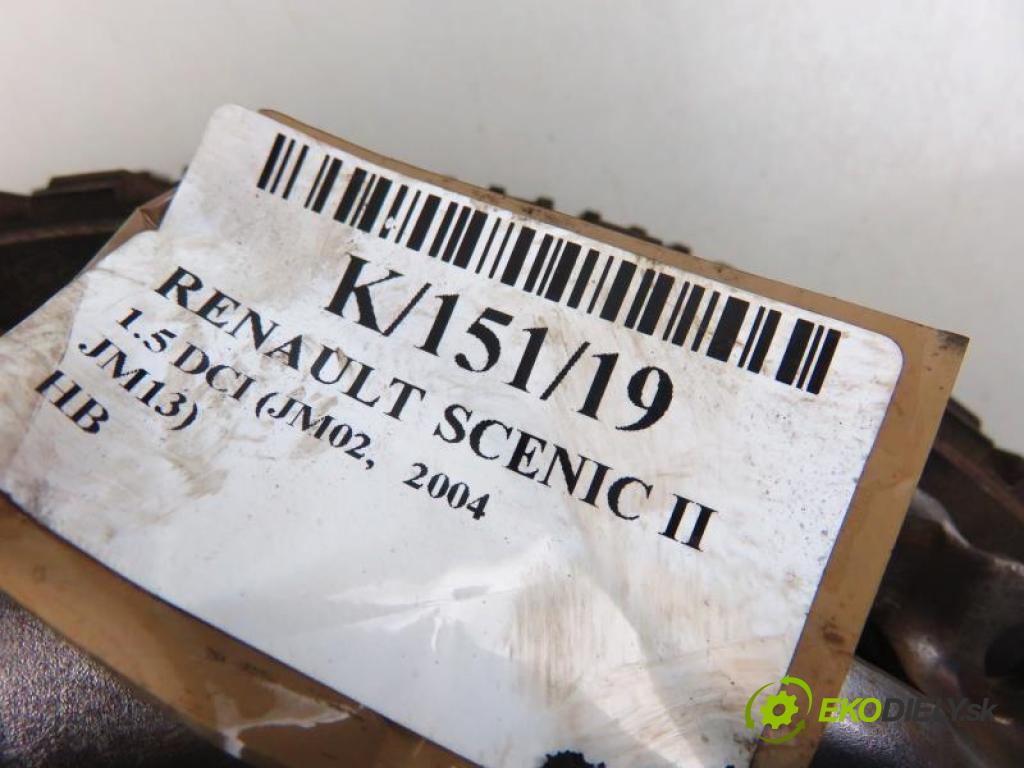 K/151/19
RENAULT SCENIC II
1.5 DCI (JM02, 2004
JM13)
HB
EKODIELY.sk